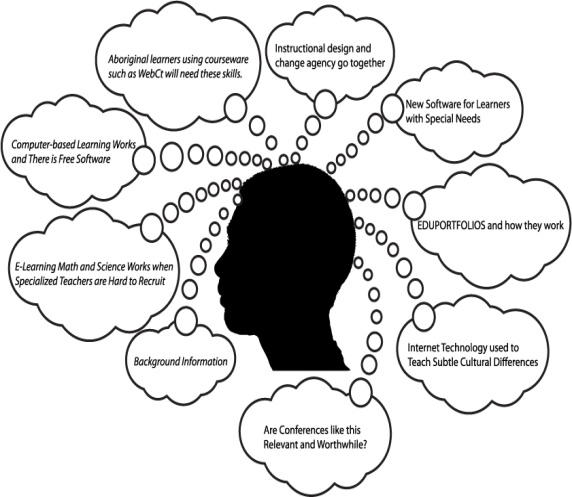 Aboriginal learners using courseware
such as WebCt will need these skills.
Instructional design and
change agency go together
New Software for Learners
with Special Needs
Computer-based Learning Works
and There is Free Software
EDUPORTFOLIOS and how they work
E-Learning Math and Science Works when
Specialized Teachers are Hard to Recruit
Internet Technology used to
Teach Subtle Cultural Differences
Background Information
Are Conferences like this
Relevant and Worthwhile?